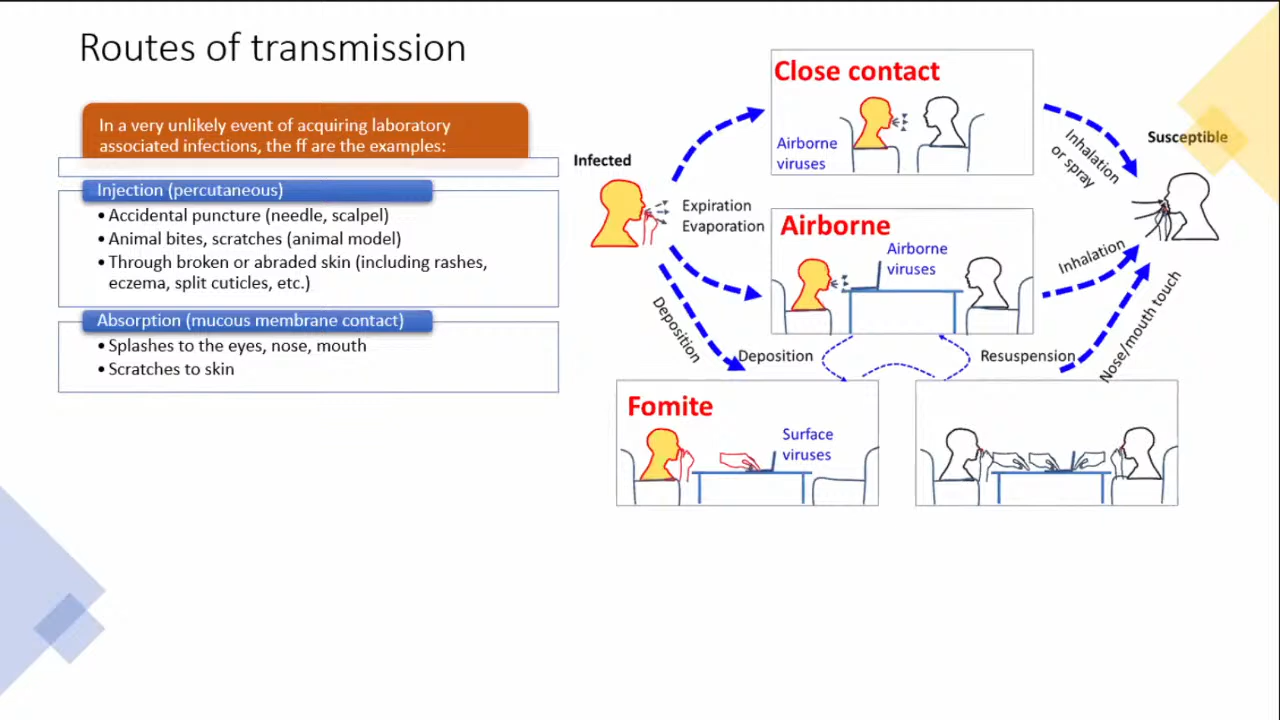 Routes of transmission
In a very unlikely event of acquiring laboratory
associated infections, the ff are the examples:
Injection (percutaneous)
• Accidental puncture (needle, scalpel)
• Animal bites, scratches (animal model)
• Through broken or abraded skin (including rashes,
eczema, split cuticles, etc.)
Absorption (mucous membrane contact)
• Splashes to the eyes, nose, mouth
• Scratches to skin
Infected
Expiration
Evaporation
Close contact
Airborne
viruses
Inhalation
or spray
Susceptible
Airborne
Airborne
viruses
Inhalation
Deposition
Deposition
Resuspension
Nose/mouth touch
Fomite
Surface
viruses